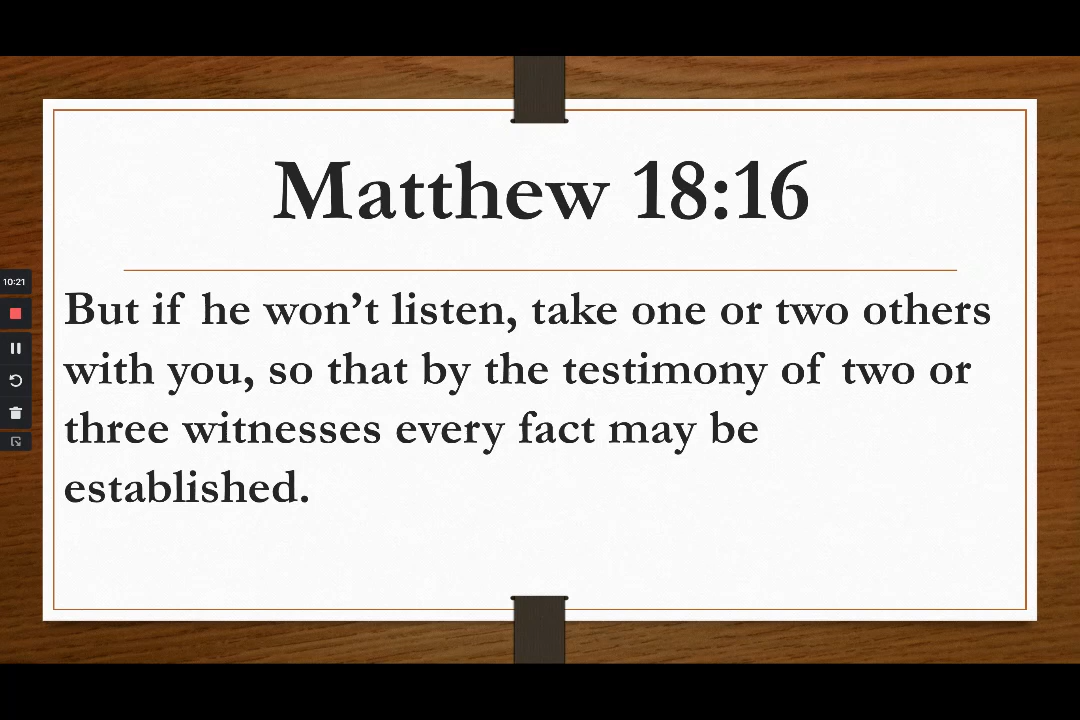 Matthew 18:16
10:21
But if he won’t listen, take one or two others
with you, so that by the testimony of two or
three witnesses every fact may be
established.